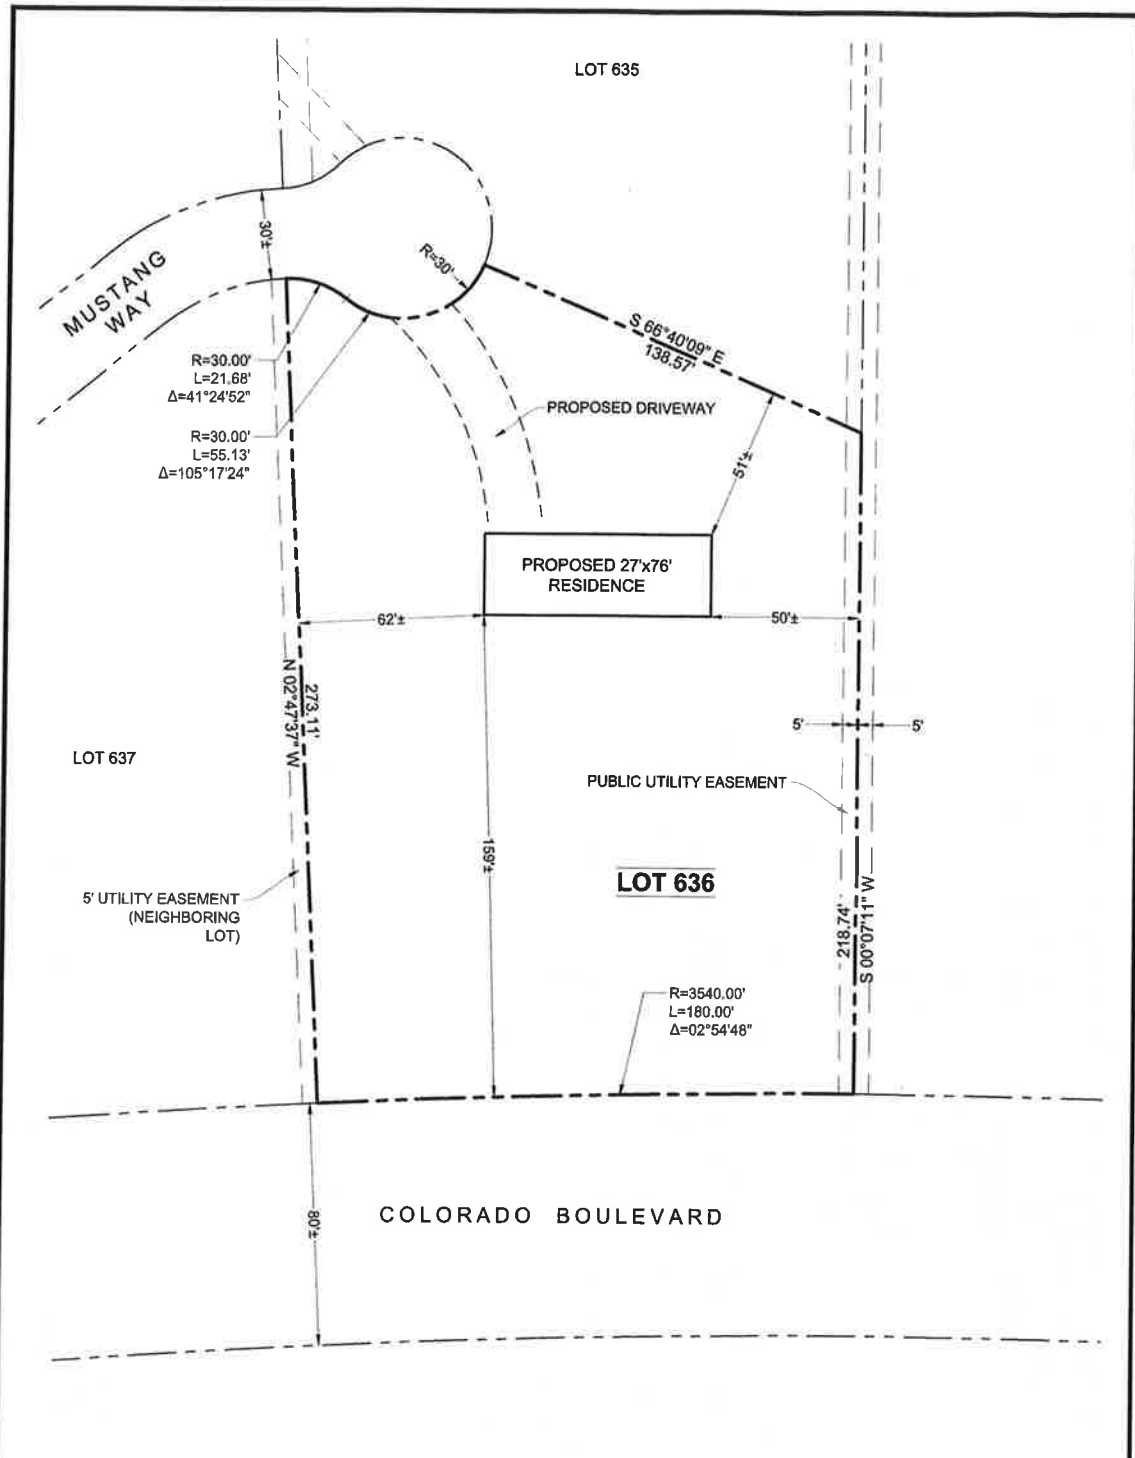 LOT 635
30'±
MUSTANG
WAY
R=30'
S 66°40'09" E
138.57'
R=30.00'
L=21.68'
Δ=41°24'52"
R=30.00'
L=55.13'
Δ=105°17'24"
PROPOSED DRIVEWAY
51'±
PROPOSED 27'x76'
RESIDENCE
62'±
50'±
N 02°47'37" W
273.11'
5'
5'
LOT 637
PUBLIC UTILITY EASEMENT
159'±
LOT 636
5' UTILITY EASEMENT
(NEIGHBORING
LOT)
218.74'
S 00°07'11" W
R=3540.00'
L=180.00'
Δ=02°54'48"
80'±
COLORADO BOULEVARD